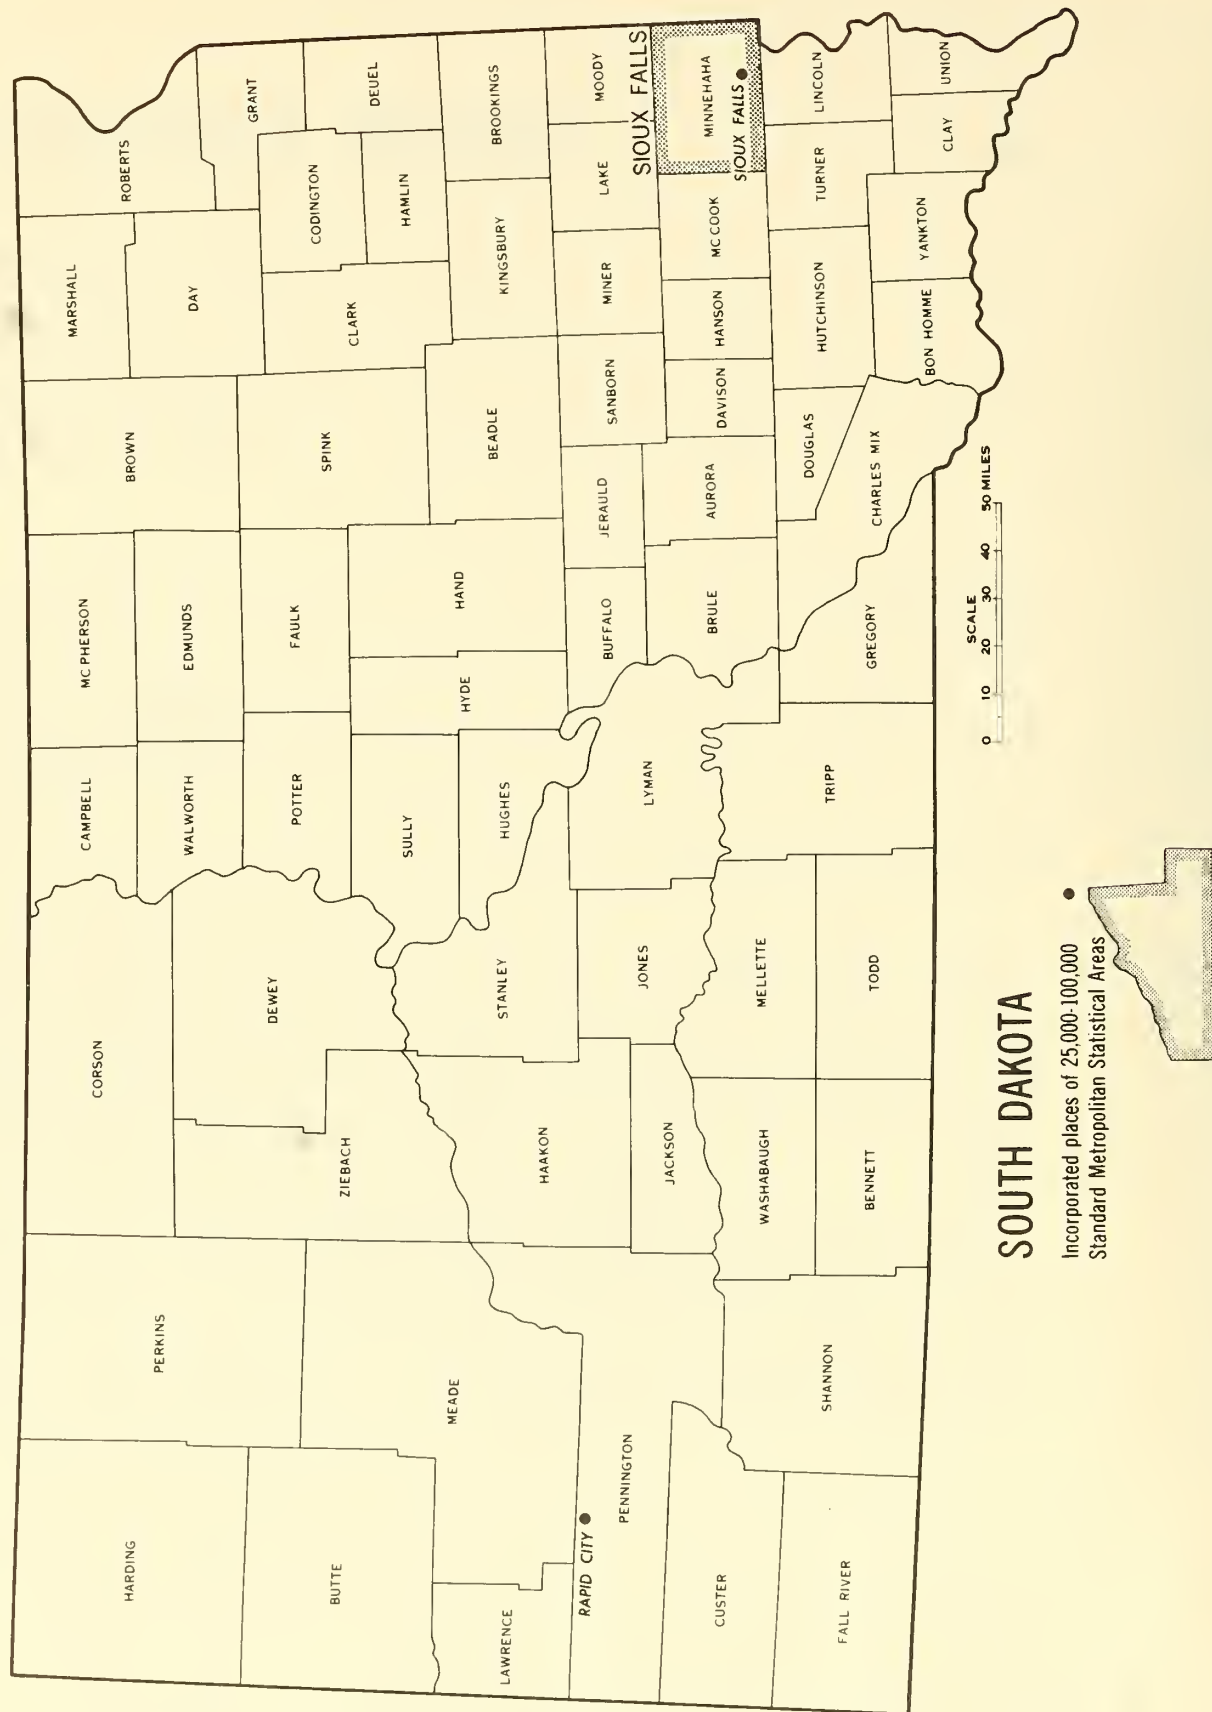 HARDING
PERKINS
CORSON
CAMPBELL
MC PHERSON
BROWN
MARSHALL
ROBERTS
WALWORTH
EDMUNDS
DAY
GRANT
BUTTE
MEADE
ZIEBACH
DEWEY
POTTER
FAULK
SPINK
CLARK
CODINGTON
DEUEL
HAMLIN
SULLY
HYDE
HAND
BEADLE
KINGSBURY
BROOKINGS
LAWRENCE
HAAKON
STANLEY
HUGHES
BUFFALO
JERAULD
SANBORN
MINER
LAKE
MOODY
RAPID CITY
PENNINGTON
JACKSON
JONES
LYMAN
BRULE
AURORA
DAVISON
HANSON
MC COOK
SIOUX FALLS
MINNEHAHA
SIOUX FALLS
CUSTER
SHANNON
WASHABAUGH
MELLETTE
TRIPP
DOUGLAS
HUTCHINSON
TURNER
LINCOLN
FALL RIVER
BENNETT
TODD
GREGORY
CHARLES MIX
BON HOMME
YANKTON
CLAY
UNION
SCALE
0 10 20 30 40 50 MILES
SOUTH DAKOTA
Incorporated places of 25,000-100,000
Standard Metropolitan Statistical Areas